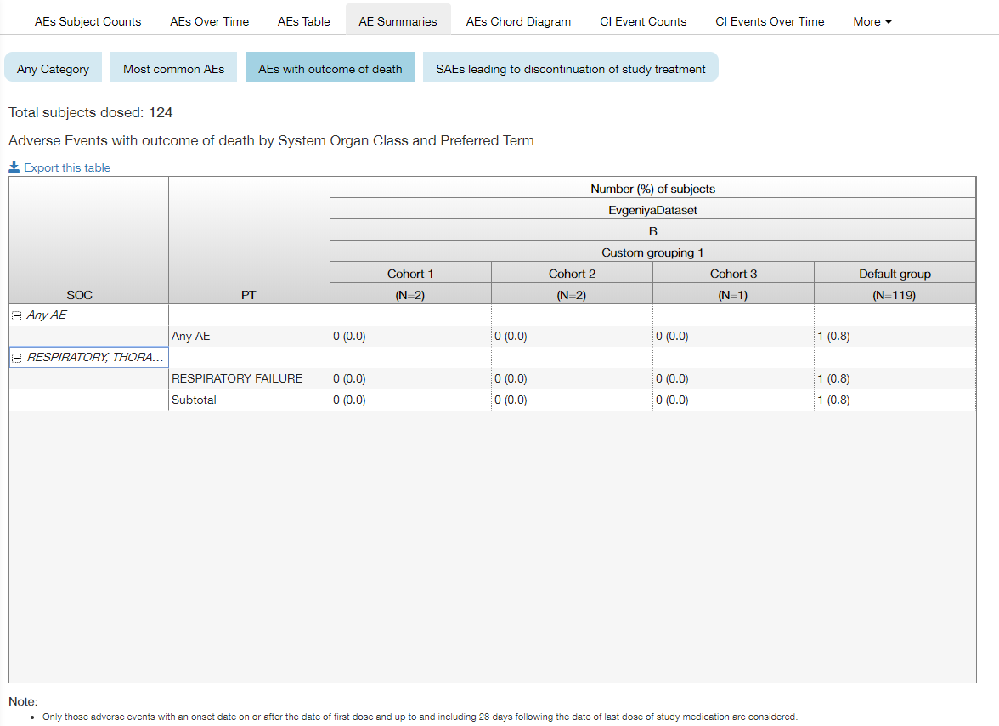 AEs Subject Counts AEs Over Time AEs Table AE Summaries AEs Chord Diagram CI Event Counts CI Events Over Time More
Any Category Most common AEs AEs with outcome of death SAEs leading to discontinuation of study treatment
Total subjects dosed: 124
Adverse Events with outcome of death by System Organ Class and Preferred Term
Export this table
Number (%) of subjects
EvgeniyaDataset
B
Custom grouping 1
Cohort 1 Cohort 2 Cohort 3 Default group
SOC PT (N=2) (N=2) (N=1) (N=119)
Any AE
Any AE 0 (0.0) 0 (0.0) 0 (0.0) 1 (0.8)
RESPIRATORY, THORA...
RESPIRATORY FAILURE 0 (0.0) 0 (0.0) 0 (0.0) 1 (0.8)
Subtotal 0 (0.0) 0 (0.0) 0 (0.0) 1 (0.8)
Note:
• Only those adverse events with an onset date on or after the date of first dose and up to and including 28 days following the date of last dose of study medication are considered.